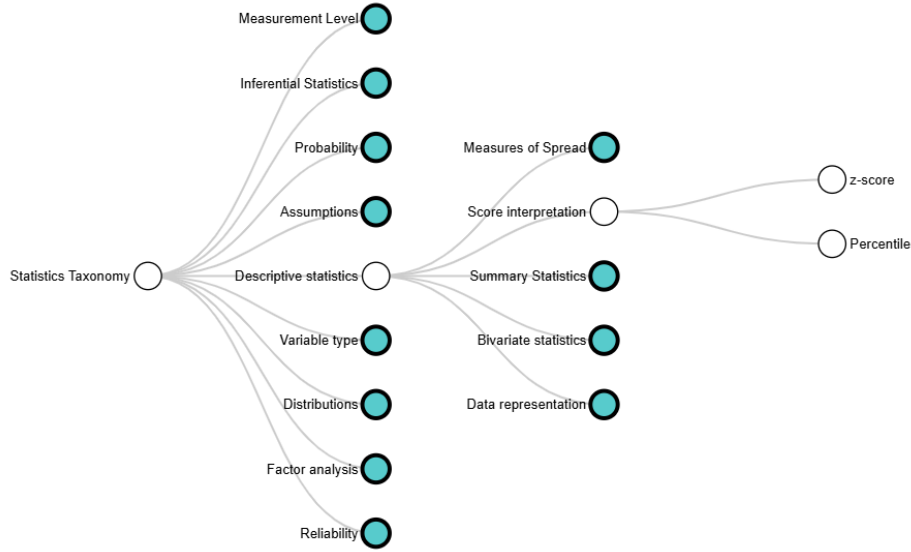 Measurement Level
Inferential Statistics
Probability
Measures of Spread
z-score
Assumptions
Score interpretation
Percentile
Statistics Taxonomy
Descriptive statistics
Summary Statistics
Variable type
Bivariate statistics
Distributions
Data representation
Factor analysis
Reliability